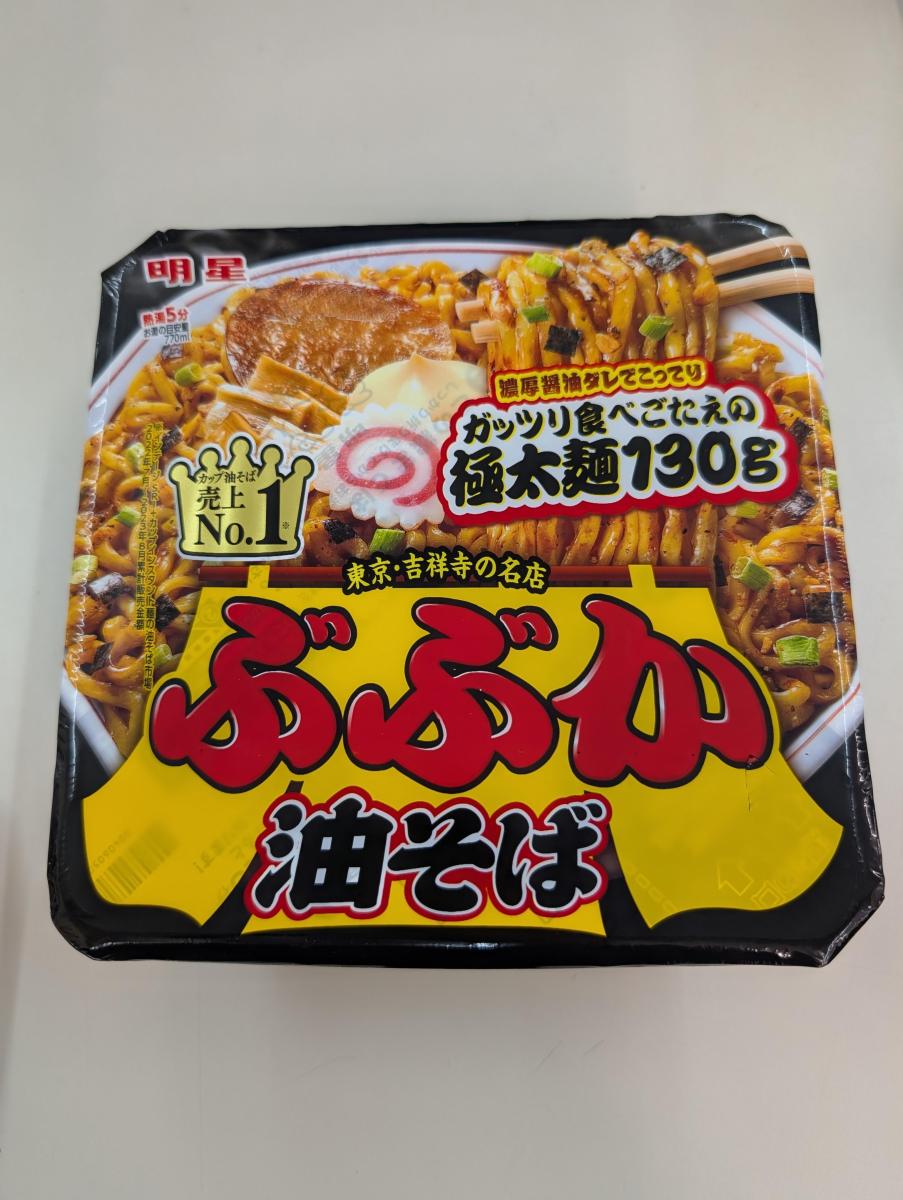 明星
熱湯5分
お湯の目安量
770ml
濃厚醤油ダレでこってり
ガッツリ食べごたえの
極太麺130g
カップ油そば
売上
No.1※
東京・吉祥寺の名店
ぶぶか
油そば